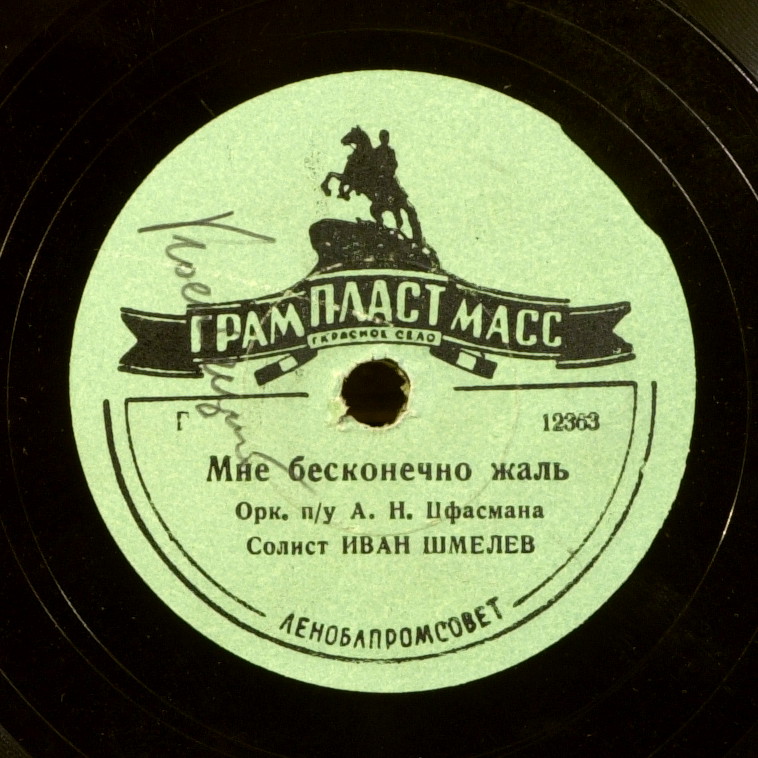 ГРАМПЛАСТМАСС
Г. КРАСНОЕ СЕЛО
Г 12363
Мне бесконечно жаль
Орк. п/у А. Н. Цфасмана
Солист ИВАН ШМЕЛЕВ
ЛЕНОБЛПРОМСОВЕТ